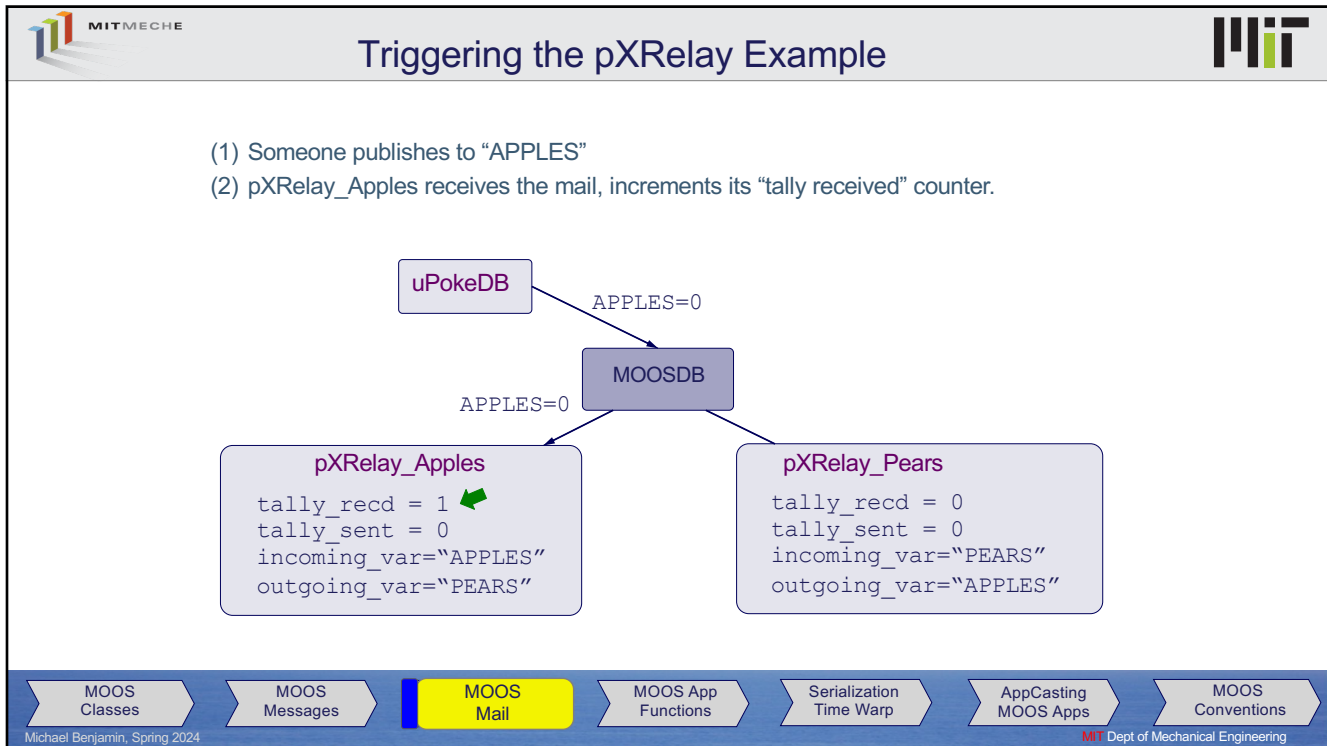 MITMECHE
Triggering the pXRelay Example
MIT
(1) Someone publishes to “APPLES”
(2) pXRelay_Apples receives the mail, increments its “tally received” counter.
uPokeDB
APPLES=0
MOOSDB
APPLES=0
pXRelay_Apples
tally_recd = 1
tally_sent = 0
incoming_var=“APPLES”
outgoing_var=“PEARS”
pXRelay_Pears
tally_recd = 0
tally_sent = 0
incoming_var=“PEARS”
outgoing_var=“APPLES”
MOOS
Classes
MOOS
Messages
MOOS
Mail
MOOS App
Functions
Serialization
Time Warp
AppCasting
MOOS Apps
MOOS
Conventions
Michael Benjamin, Spring 2024
MIT Dept of Mechanical Engineering